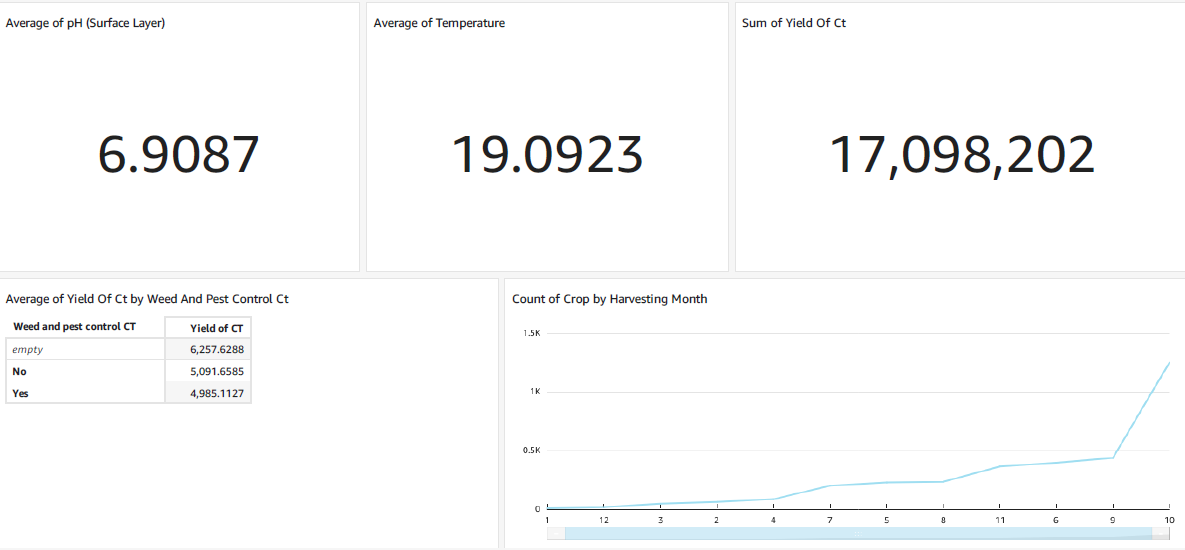 Average of pH (Surface Layer)
6.9087
Average of Temperature
19.0923
Sum of Yield Of Ct
17,098,202
Average of Yield Of Ct by Weed And Pest Control Ct
Weed and pest control CT Yield of CT
empty 6,257.6288
No 5,091.6585
Yes 4,985.1127
Count of Crop by Harvesting Month
1.5K
1K
0.5K
0
1 12 3 2 4 7 5 8 11 6 9 10